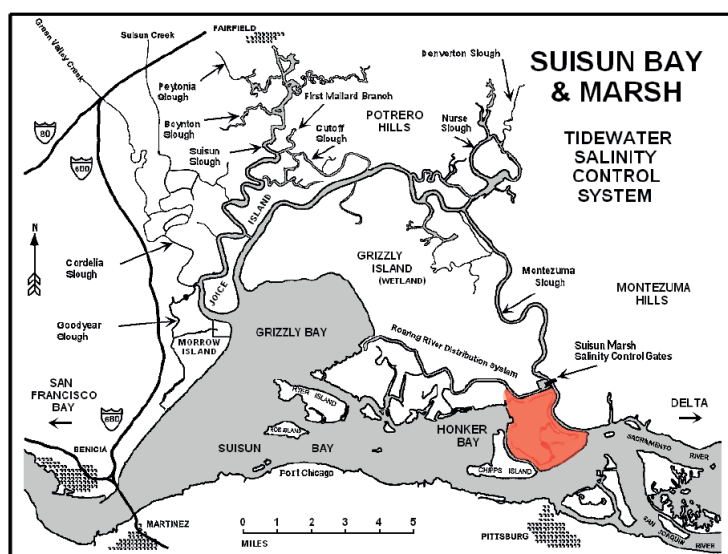 SUISUN BAY
& MARSH
TIDEWATER
SALINITY
CONTROL
SYSTEM
Green Valley Creek
Suisun Creek
FAIRFIELD
Denverton Slough
Peytonia
Slough
First Mallard Branch
POTRERO
HILLS
Boynton
Slough
Cutoff
Slough
Nurse
Slough
80
680
Suisun
Slough
N
ISLAND
JOICE
GRIZZLY
ISLAND
(WETLAND)
Cordelia
Slough
Montezuma
Slough
MONTEZUMA
HILLS
Goodyear
Slough
MORROW
ISLAND
GRIZZLY BAY
Roaring River Distribution System
Suisun Marsh
Salinity Control Gates
SAN
FRANCISCO
BAY
680
RYER ISLAND
ROE ISLAND
HONKER
BAY
DELTA
SACRAMENTO
RIVER
BENICIA
SUISUN
BAY
CHIPPS ISLAND
Port Chicago
MARTINEZ
0 1 2 3 4 5
MILES
PITTSBURG
SAN JOAQUIN
RIVER